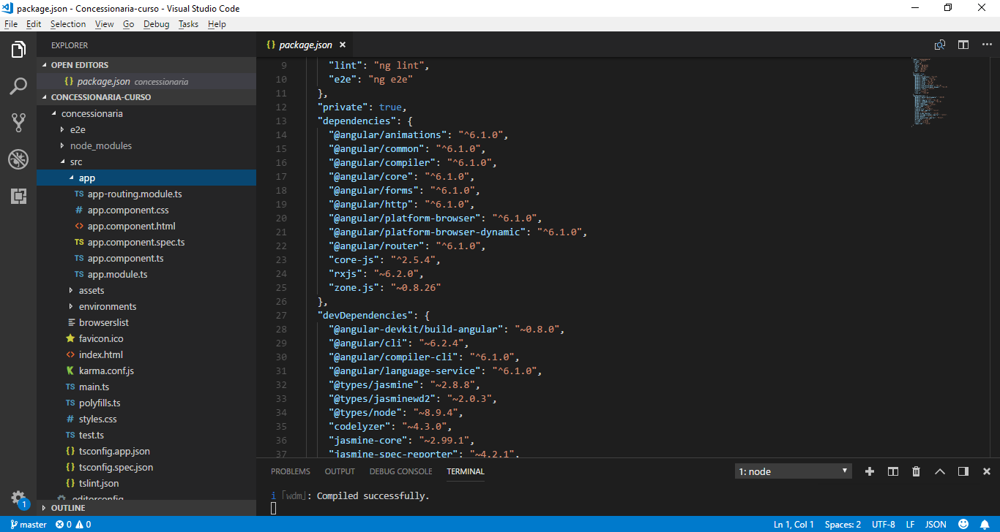 package.json - Concessionaria-curso - Visual Studio Code
File Edit Selection View Go Debug Tasks Help
EXPLORER
OPEN EDITORS
{} package.json concessionaria
CONCESSIONARIA-CURSO
concessionaria
e2e
node_modules
src
app
TS app-routing.module.ts
# app.component.css
<> app.component.html
TS app.component.spec.ts
TS app.component.ts
TS app.module.ts
assets
environments
browserslist
favicon.ico
<> index.html
karma.conf.js
TS main.ts
TS polyfills.ts
# styles.css
TS test.ts
{} tsconfig.app.json
{} tsconfig.spec.json
{} tslint.json
.editorconfig
OUTLINE
1
{} package.json ×
9 "lint": "ng lint",
10 "e2e": "ng e2e"
11 },
12 "private": true,
13 "dependencies": {
14 "@angular/animations": "^6.1.0",
15 "@angular/common": "^6.1.0",
16 "@angular/compiler": "^6.1.0",
17 "@angular/core": "^6.1.0",
18 "@angular/forms": "^6.1.0",
19 "@angular/http": "^6.1.0",
20 "@angular/platform-browser": "^6.1.0",
21 "@angular/platform-browser-dynamic": "^6.1.0",
22 "@angular/router": "^6.1.0",
23 "core-js": "^2.5.4",
24 "rxjs": "~6.2.0",
25 "zone.js": "~0.8.26"
26 },
27 "devDependencies": {
28 "@angular-devkit/build-angular": "~0.8.0",
29 "@angular/cli": "~6.2.4",
30 "@angular/compiler-cli": "^6.1.0",
31 "@angular/language-service": "^6.1.0",
32 "@types/jasmine": "~2.8.8",
33 "@types/jasminewd2": "~2.0.3",
34 "@types/node": "~8.9.4",
35 "codelyzer": "~4.3.0",
36 "jasmine-core": "~2.99.1",
37 "jasmine-spec-reporter": "~4.2.1",
PROBLEMS OUTPUT DEBUG CONSOLE TERMINAL 1: node
i ｢wdm｣: Compiled successfully.
master 0 0 Ln 1, Col 1 Spaces: 2 UTF-8 LF JSON